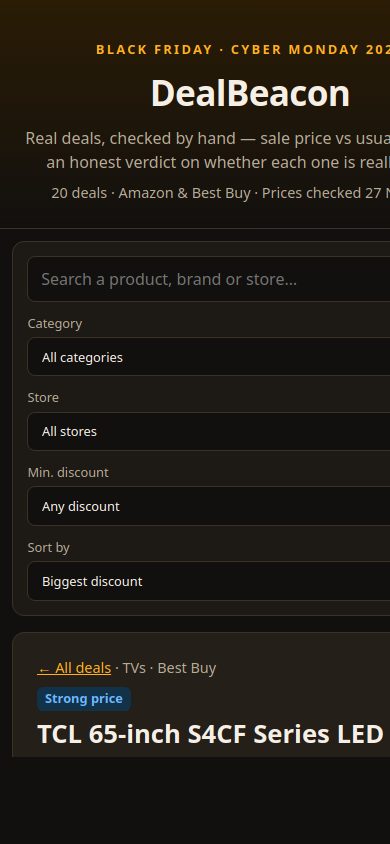 BLACK FRIDAY · CYBER MONDAY 202
DealBeacon
Real deals, checked by hand — sale price vs usua
an honest verdict on whether each one is real
20 deals · Amazon & Best Buy · Prices checked 27 N
Search a product, brand or store...
Category
All categories
Store
All stores
Min. discount
Any discount
Sort by
Biggest discount
← All deals · TVs · Best Buy
Strong price
TCL 65-inch S4CF Series LED